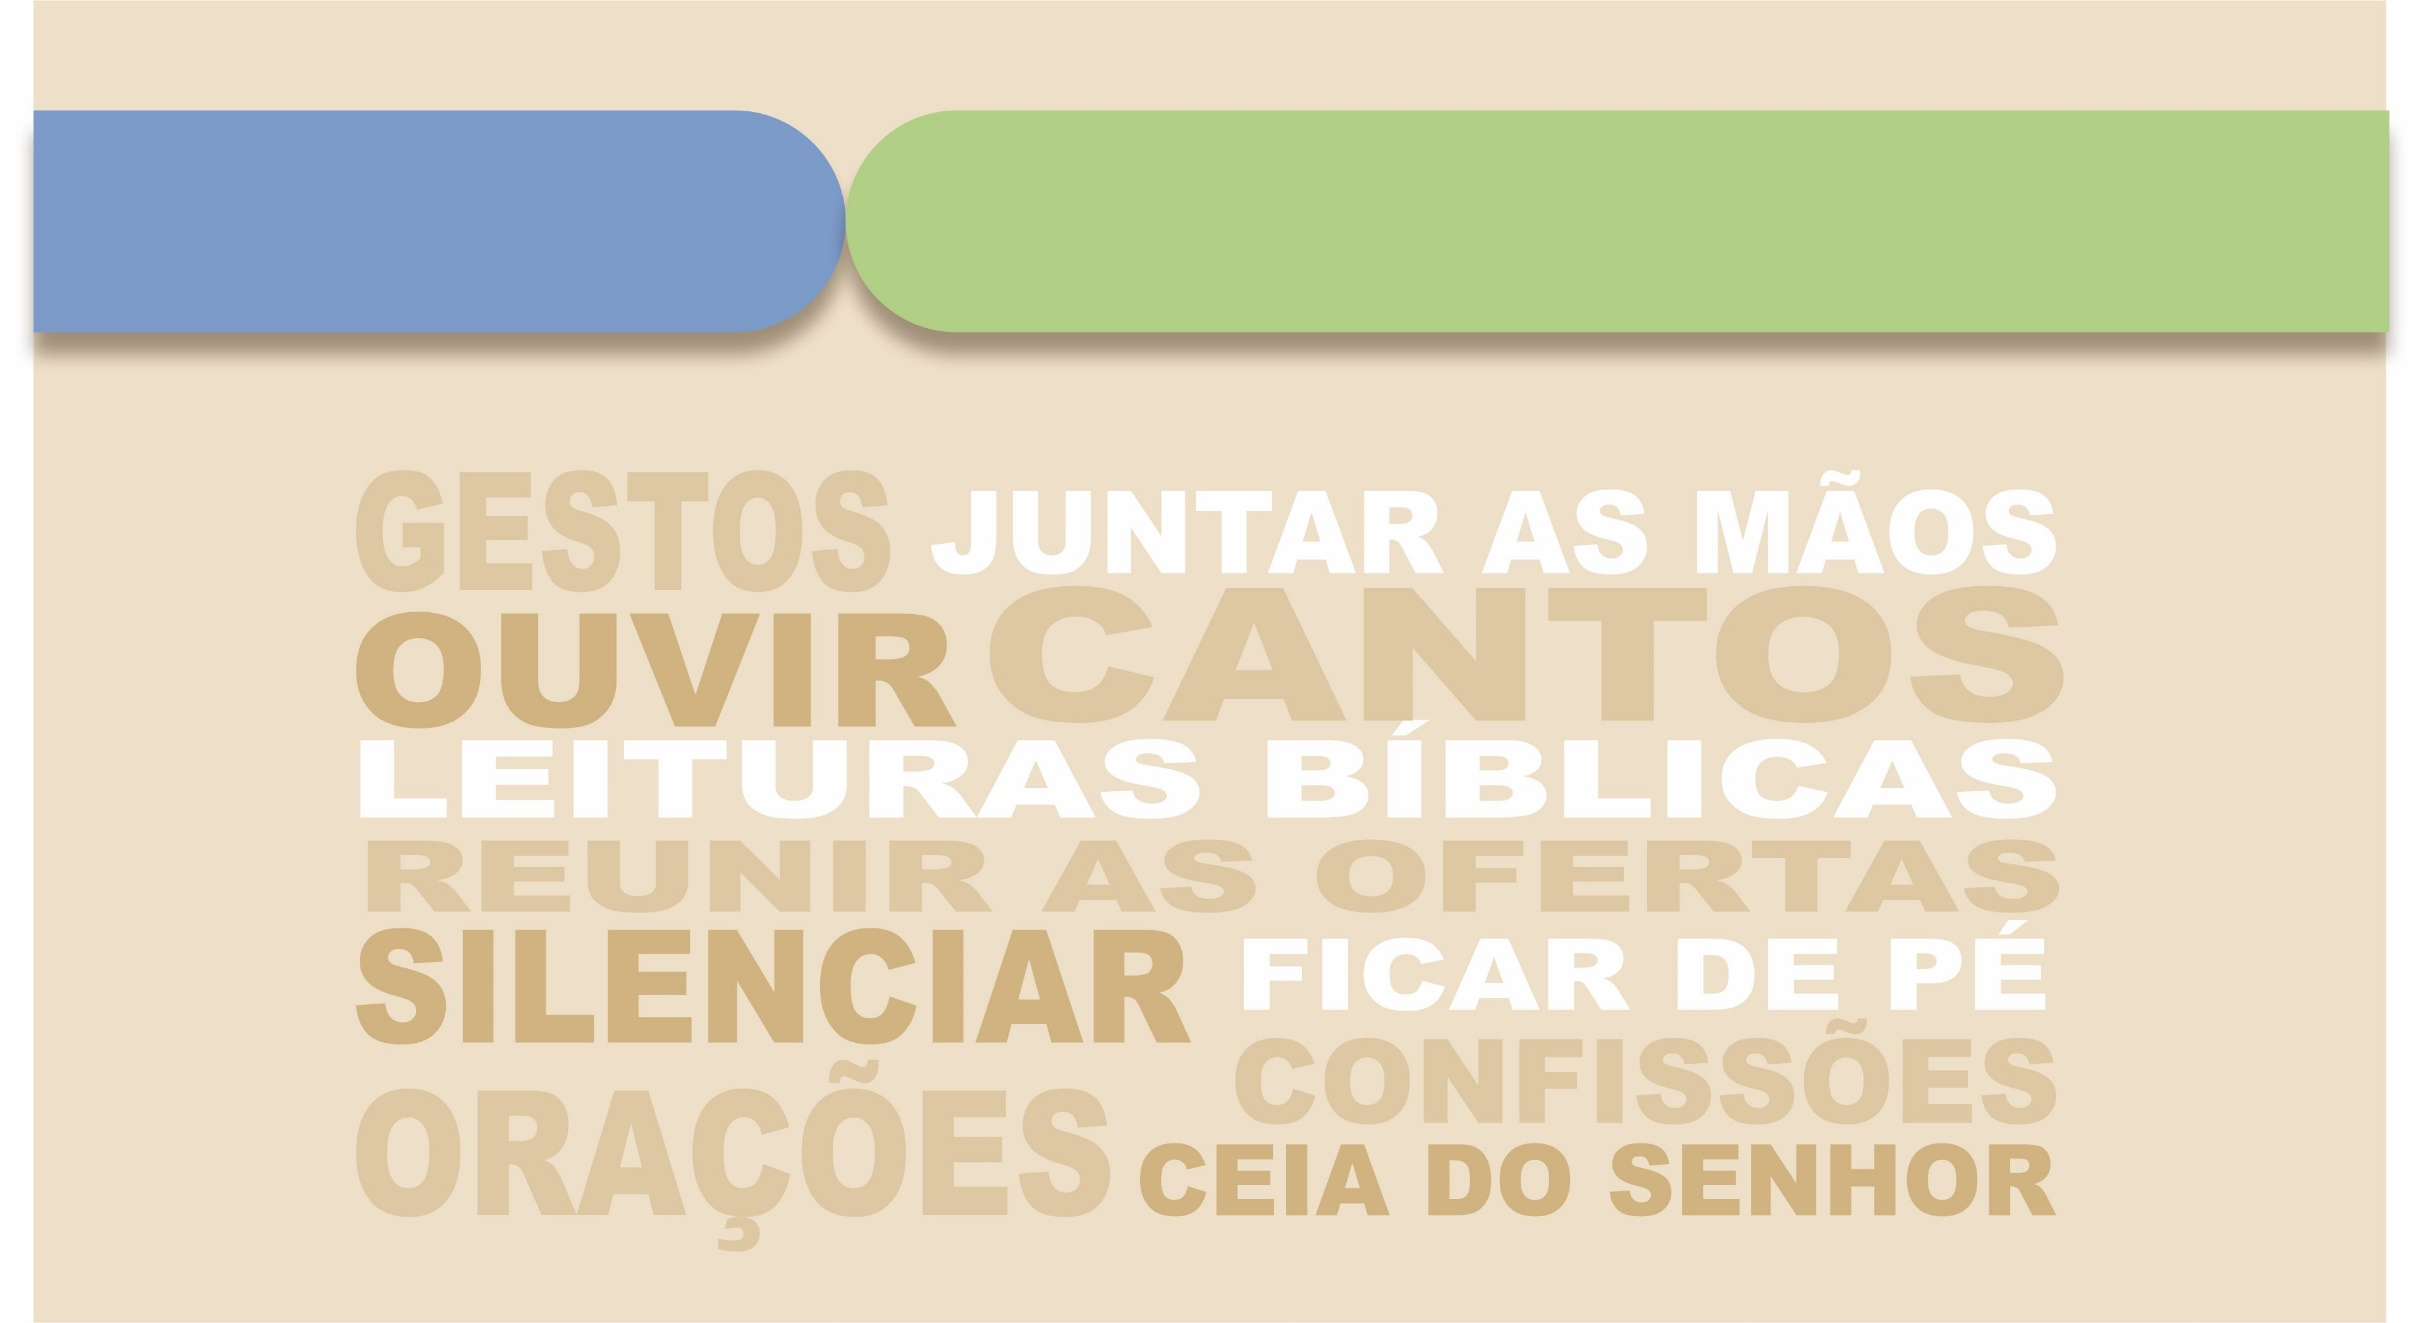 GESTOS JUNTAR AS MÃOS
OUVIR CANTOS
LEITURAS BÍBLICAS
REUNIR AS OFERTAS
SILENCIAR FICAR DE PÉ
CONFISSÕES
ORAÇÕES CEIA DO SENHOR